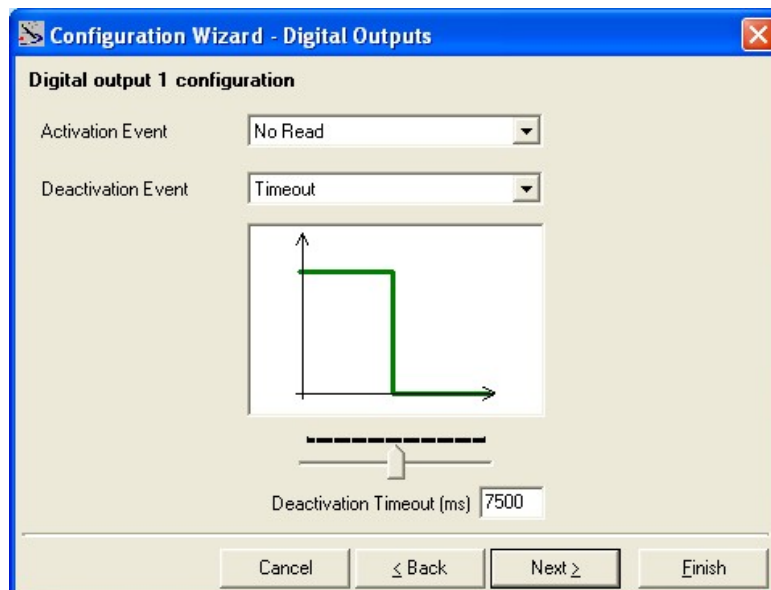 Configuration Wizard - Digital Outputs
Digital output 1 configuration
Activation Event No Read
Deactivation Event Timeout
Deactivation Timeout (ms) 7500
Cancel < Back Next > Finish